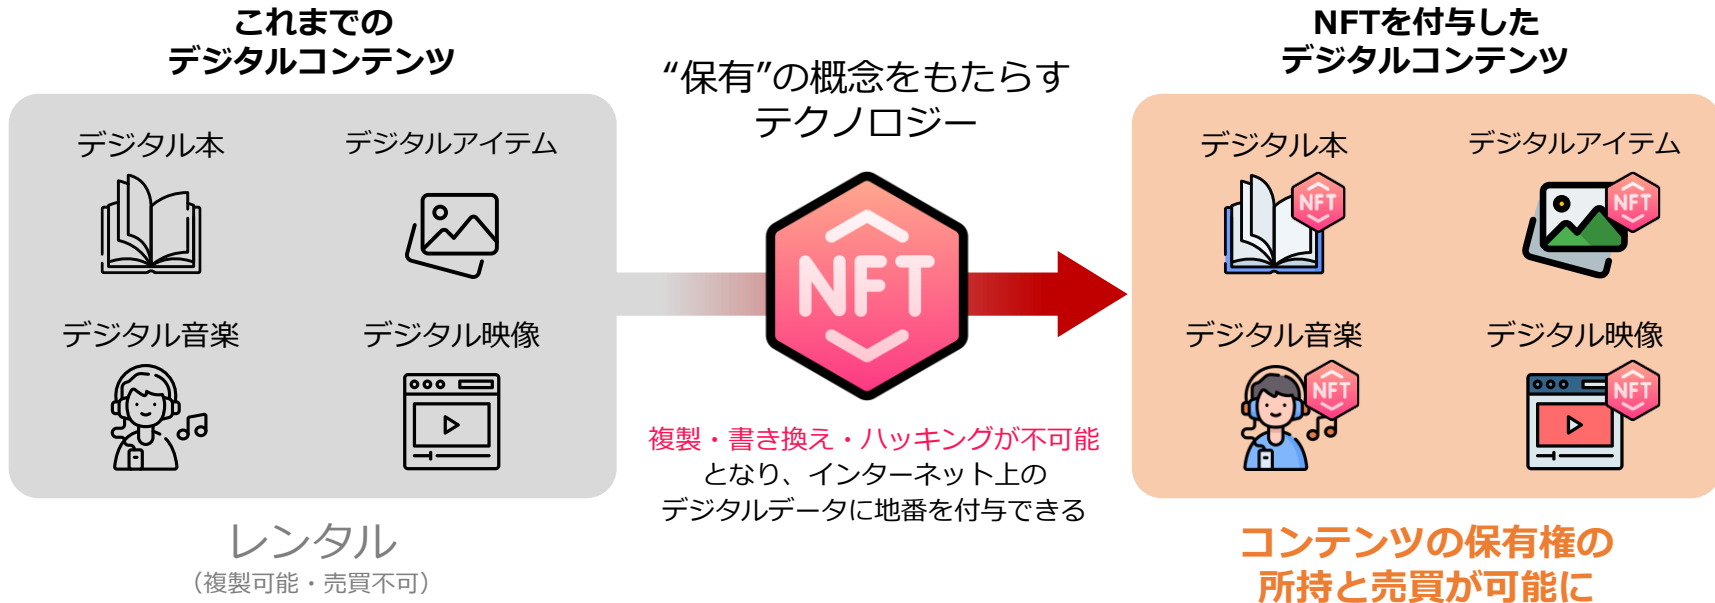 これまでの
デジタルコンテンツ
デジタル本
デジタルアイテム
デジタル音楽
デジタル映像
レンタル
（複製可能・売買不可）
“保有”の概念をもたらす
テクノロジー
NFT
複製・書き換え・ハッキングが不可能
となり、インターネット上の
デジタルデータに地番を付与できる
NFTを付与した
デジタルコンテンツ
デジタル本
NFT
デジタルアイテム
NFT
デジタル音楽
NFT
デジタル映像
NFT
コンテンツの保有権の
所持と売買が可能に